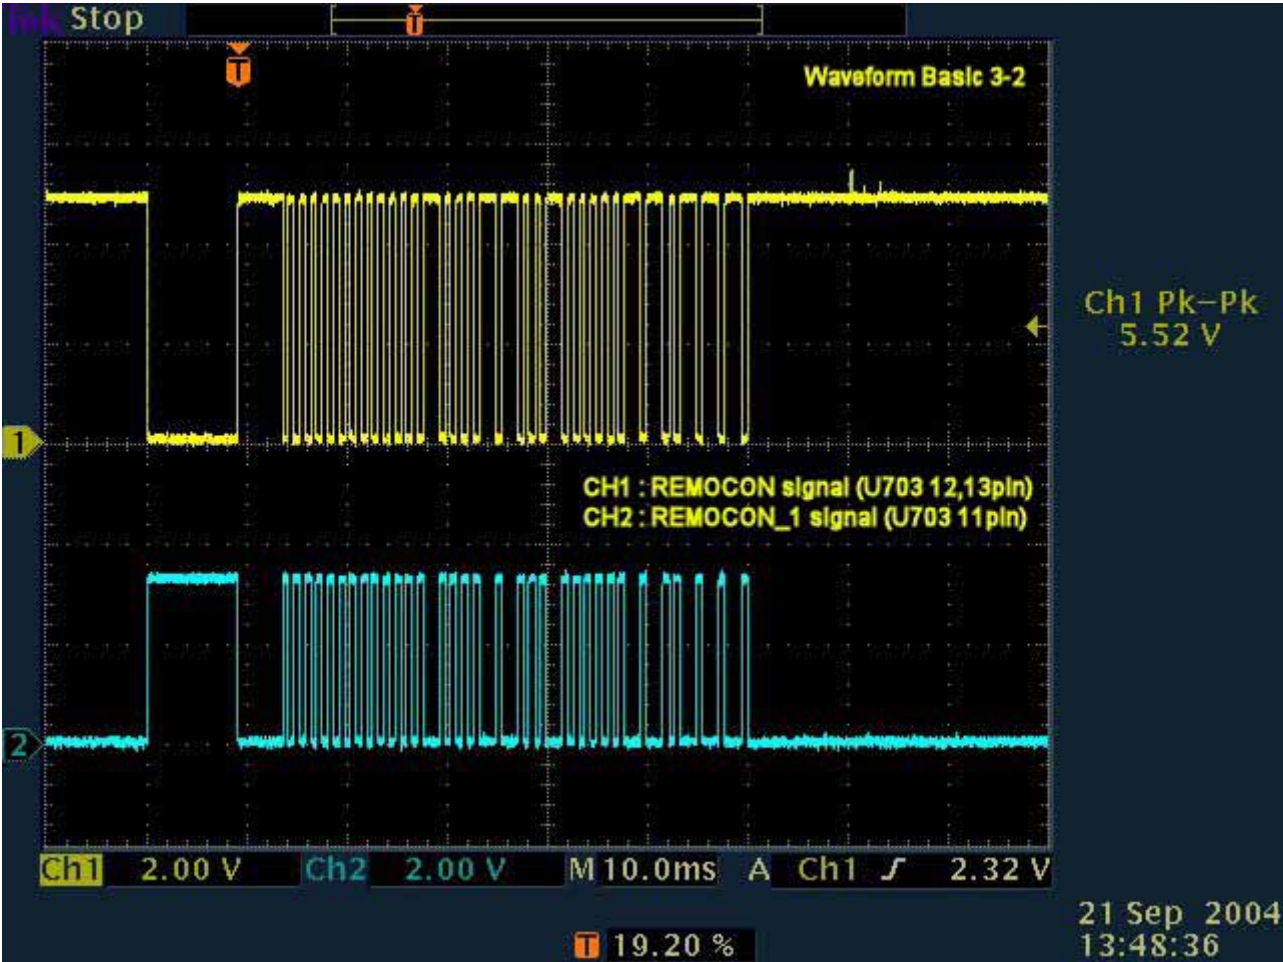 Tek Stop
T
T
Waveform Basic 3-2
Ch1 Pk-Pk
5.52 V
1
CH1 : REMOCON signal (U703 12,13pin)
CH2 : REMOCON_1 signal (U703 11pin)
2
Ch1 2.00 V Ch2 2.00 V M 10.0ms A Ch1 2.32 V
T 19.20 %
21 Sep 2004
13:48:36